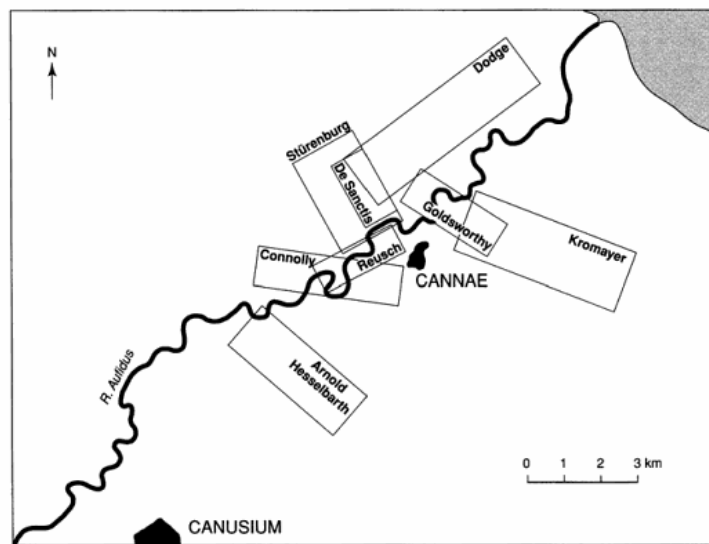 N
Dodge
Stürenburg
De Sanctis
Goldsworthy
Kromayer
Connolly
Reusch
CANNAE
Arnold
Hesselbarth
R. Aufidus
0 1 2 3 km
CANUSIUM